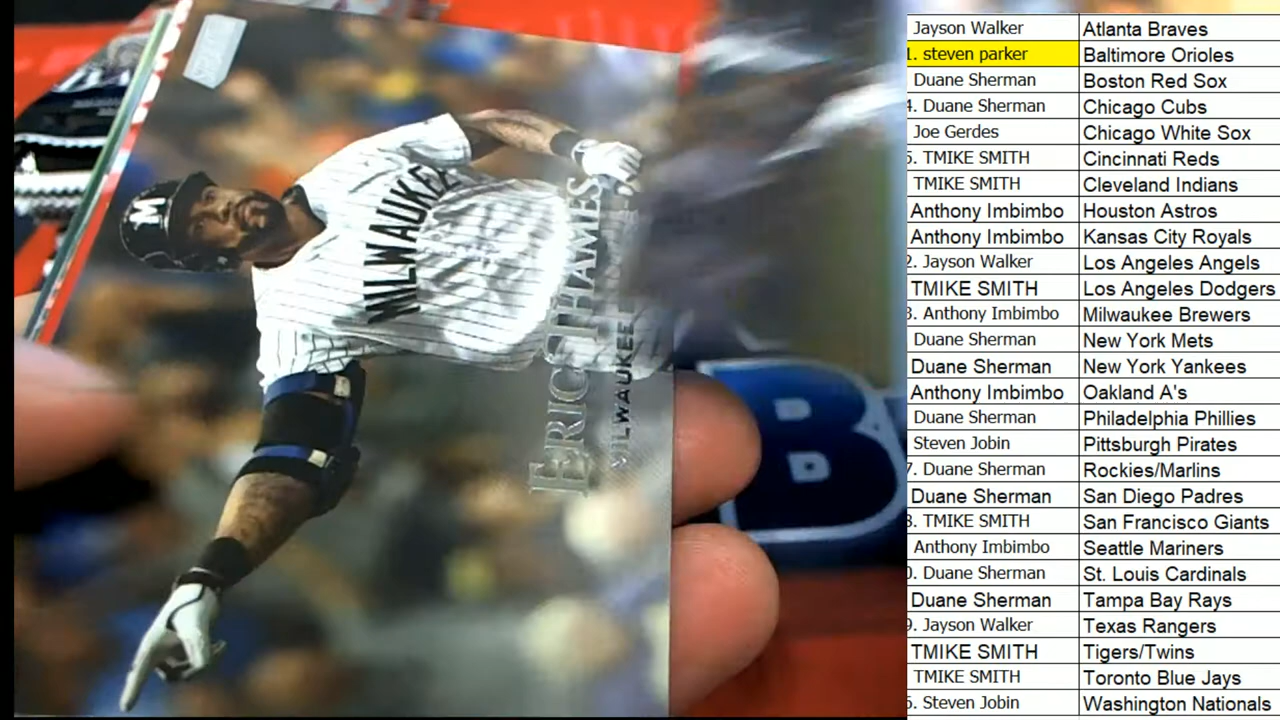 M
MILWAUKEE
ERIC THAMES
MILWAUKEE
B
Jayson Walker Atlanta Braves
1. steven parker Baltimore Orioles
Duane Sherman Boston Red Sox
4. Duane Sherman Chicago Cubs
Joe Gerdes Chicago White Sox
5. TMIKE SMITH Cincinnati Reds
TMIKE SMITH Cleveland Indians
Anthony Imbimbo Houston Astros
Anthony Imbimbo Kansas City Royals
2. Jayson Walker Los Angeles Angels
TMIKE SMITH Los Angeles Dodgers
3. Anthony Imbimbo Milwaukee Brewers
Duane Sherman New York Mets
Duane Sherman New York Yankees
Anthony Imbimbo Oakland A's
Duane Sherman Philadelphia Phillies
Steven Jobin Pittsburgh Pirates
7. Duane Sherman Rockies/Marlins
Duane Sherman San Diego Padres
3. TMIKE SMITH San Francisco Giants
Anthony Imbimbo Seattle Mariners
0. Duane Sherman St. Louis Cardinals
Duane Sherman Tampa Bay Rays
9. Jayson Walker Texas Rangers
TMIKE SMITH Tigers/Twins
TMIKE SMITH Toronto Blue Jays
6. Steven Jobin Washington Nationals